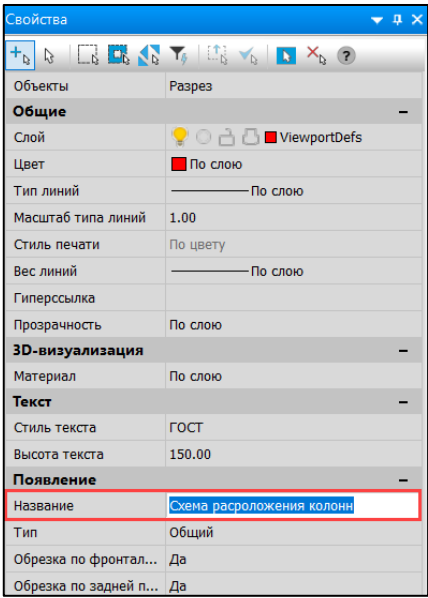 Свойства
Объекты Разрез
Общие
Слой ViewportDefs
Цвет По слою
Тип линий По слою
Масштаб типа линий 1.00
Стиль печати По цвету
Вес линий По слою
Гиперссылка
Прозрачность По слою
3D-визуализация
Материал По слою
Текст
Стиль текста ГОСТ
Высота текста 150.00
Появление
Название Схема расроложения колонн
Тип Общий
Обрезка по фронтал... Да
Обрезка по задней п... Да